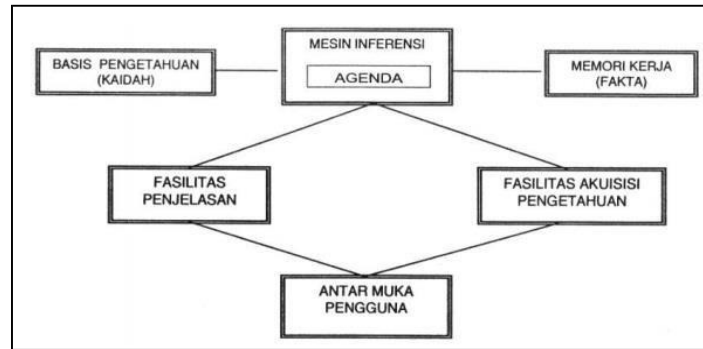 MESIN INFERENSI
BASIS PENGETAHUAN
(KAIDAH)
AGENDA
MEMORI KERJA
(FAKTA)
FASILITAS
PENJELASAN
FASILITAS AKUISISI
PENGETAHUAN
ANTAR MUKA
PENGGUNA